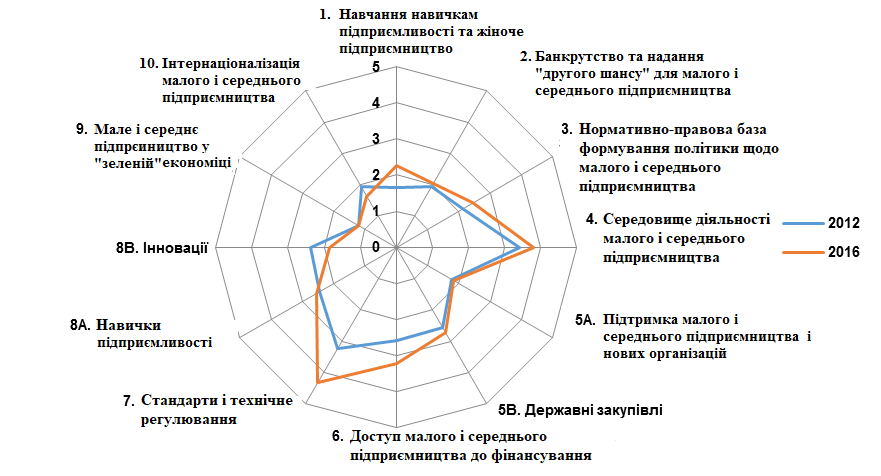 1. Навчання навичкам
підприємливості та жіноче
підприємництво
2. Банкрутство та надання
"другого шансу" для малого і
середнього підприємництва
3. Нормативно-правова база
формування політики щодо
малого і середнього
підприємництва
4. Середовище діяльності
малого і середнього
підприємництва
5А. Підтримка малого і
середнього підприємництва і
нових організацій
5В. Державні закупівлі
6. Доступ малого і середнього
підприємництва до фінансування
7. Стандарти і технічне
регулювання
8А. Навички
підприємливості
8В. Інновації
9. Мале і середнє
підпрєиництво у
"зеленій"економіці
10. Інтернаціоналізація
малого і середнього
підприємництва
5
4
3
2
1
0
2012
2016